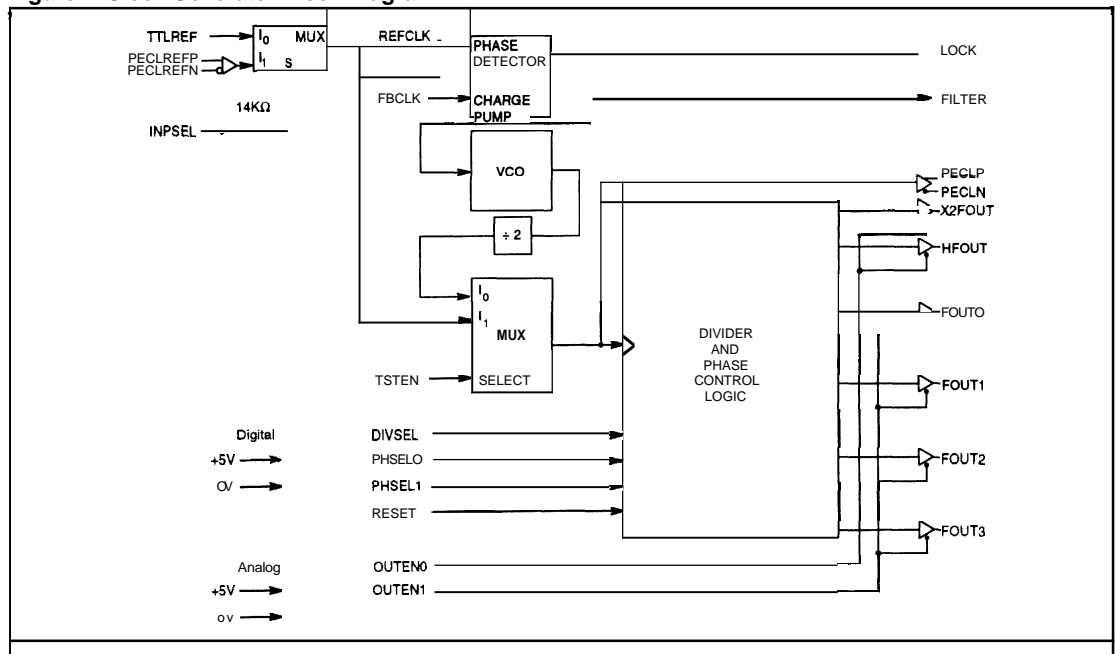 TTLREF
I0 MUX
REFCLK
PECLREFP
PECLREFN
I1 S
PHASE
DETECTOR
LOCK
14KΩ
FBCLK
CHARGE
PUMP
FILTER
INPSEL
VCO
PECLP
PECLN
X2FOUT
÷ 2
HFOUT
I0
I1
MUX
FOUTO
TSTEN
SELECT
DIVIDER
AND
PHASE
CONTROL
LOGIC
FOUT1
Digital
DIVSEL
+5V
PHSELO
FOUT2
OV
PHSEL1
RESET
FOUT3
Analog
OUTEN0
+5V
OUTEN1
o v